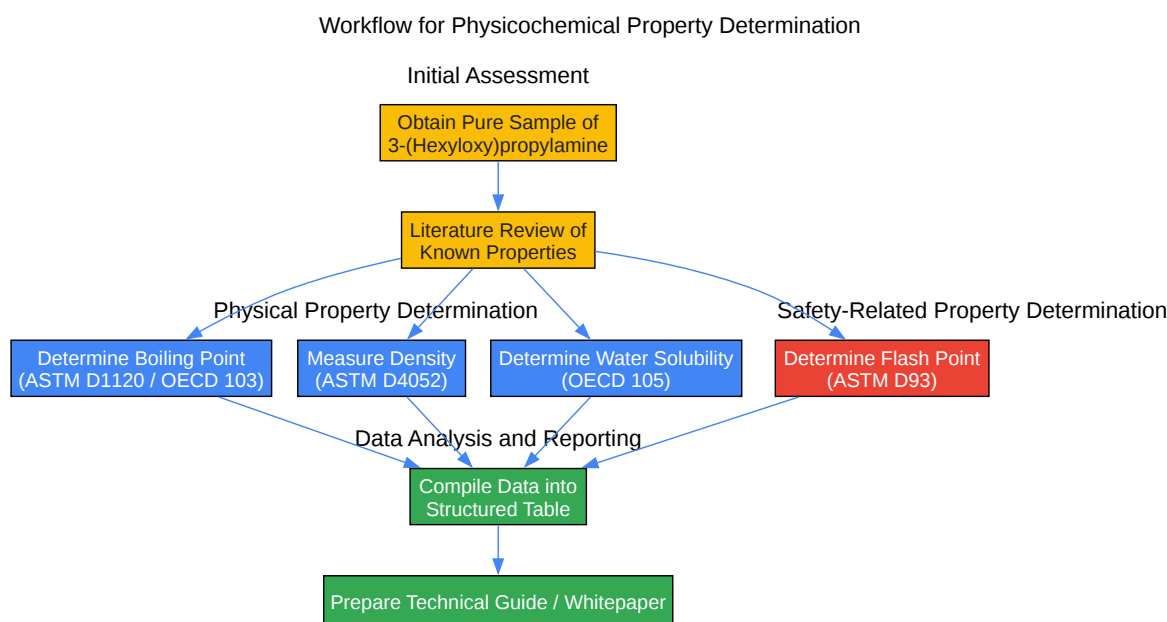 Workflow for Physicochemical Property Determination
Initial Assessment
Obtain Pure Sample of
3-(Hexyloxy)propylamine
Literature Review of
Known Properties
Physical Property Determination
Safety-Related Property Determination
Determine Boiling Point
(ASTM D1120 / OECD 103)
Measure Density
(ASTM D4052)
Determine Water Solubility
(OECD 105)
Determine Flash Point
(ASTM D93)
Data Analysis and Reporting
Compile Data into
Structured Table
Prepare Technical Guide / Whitepaper